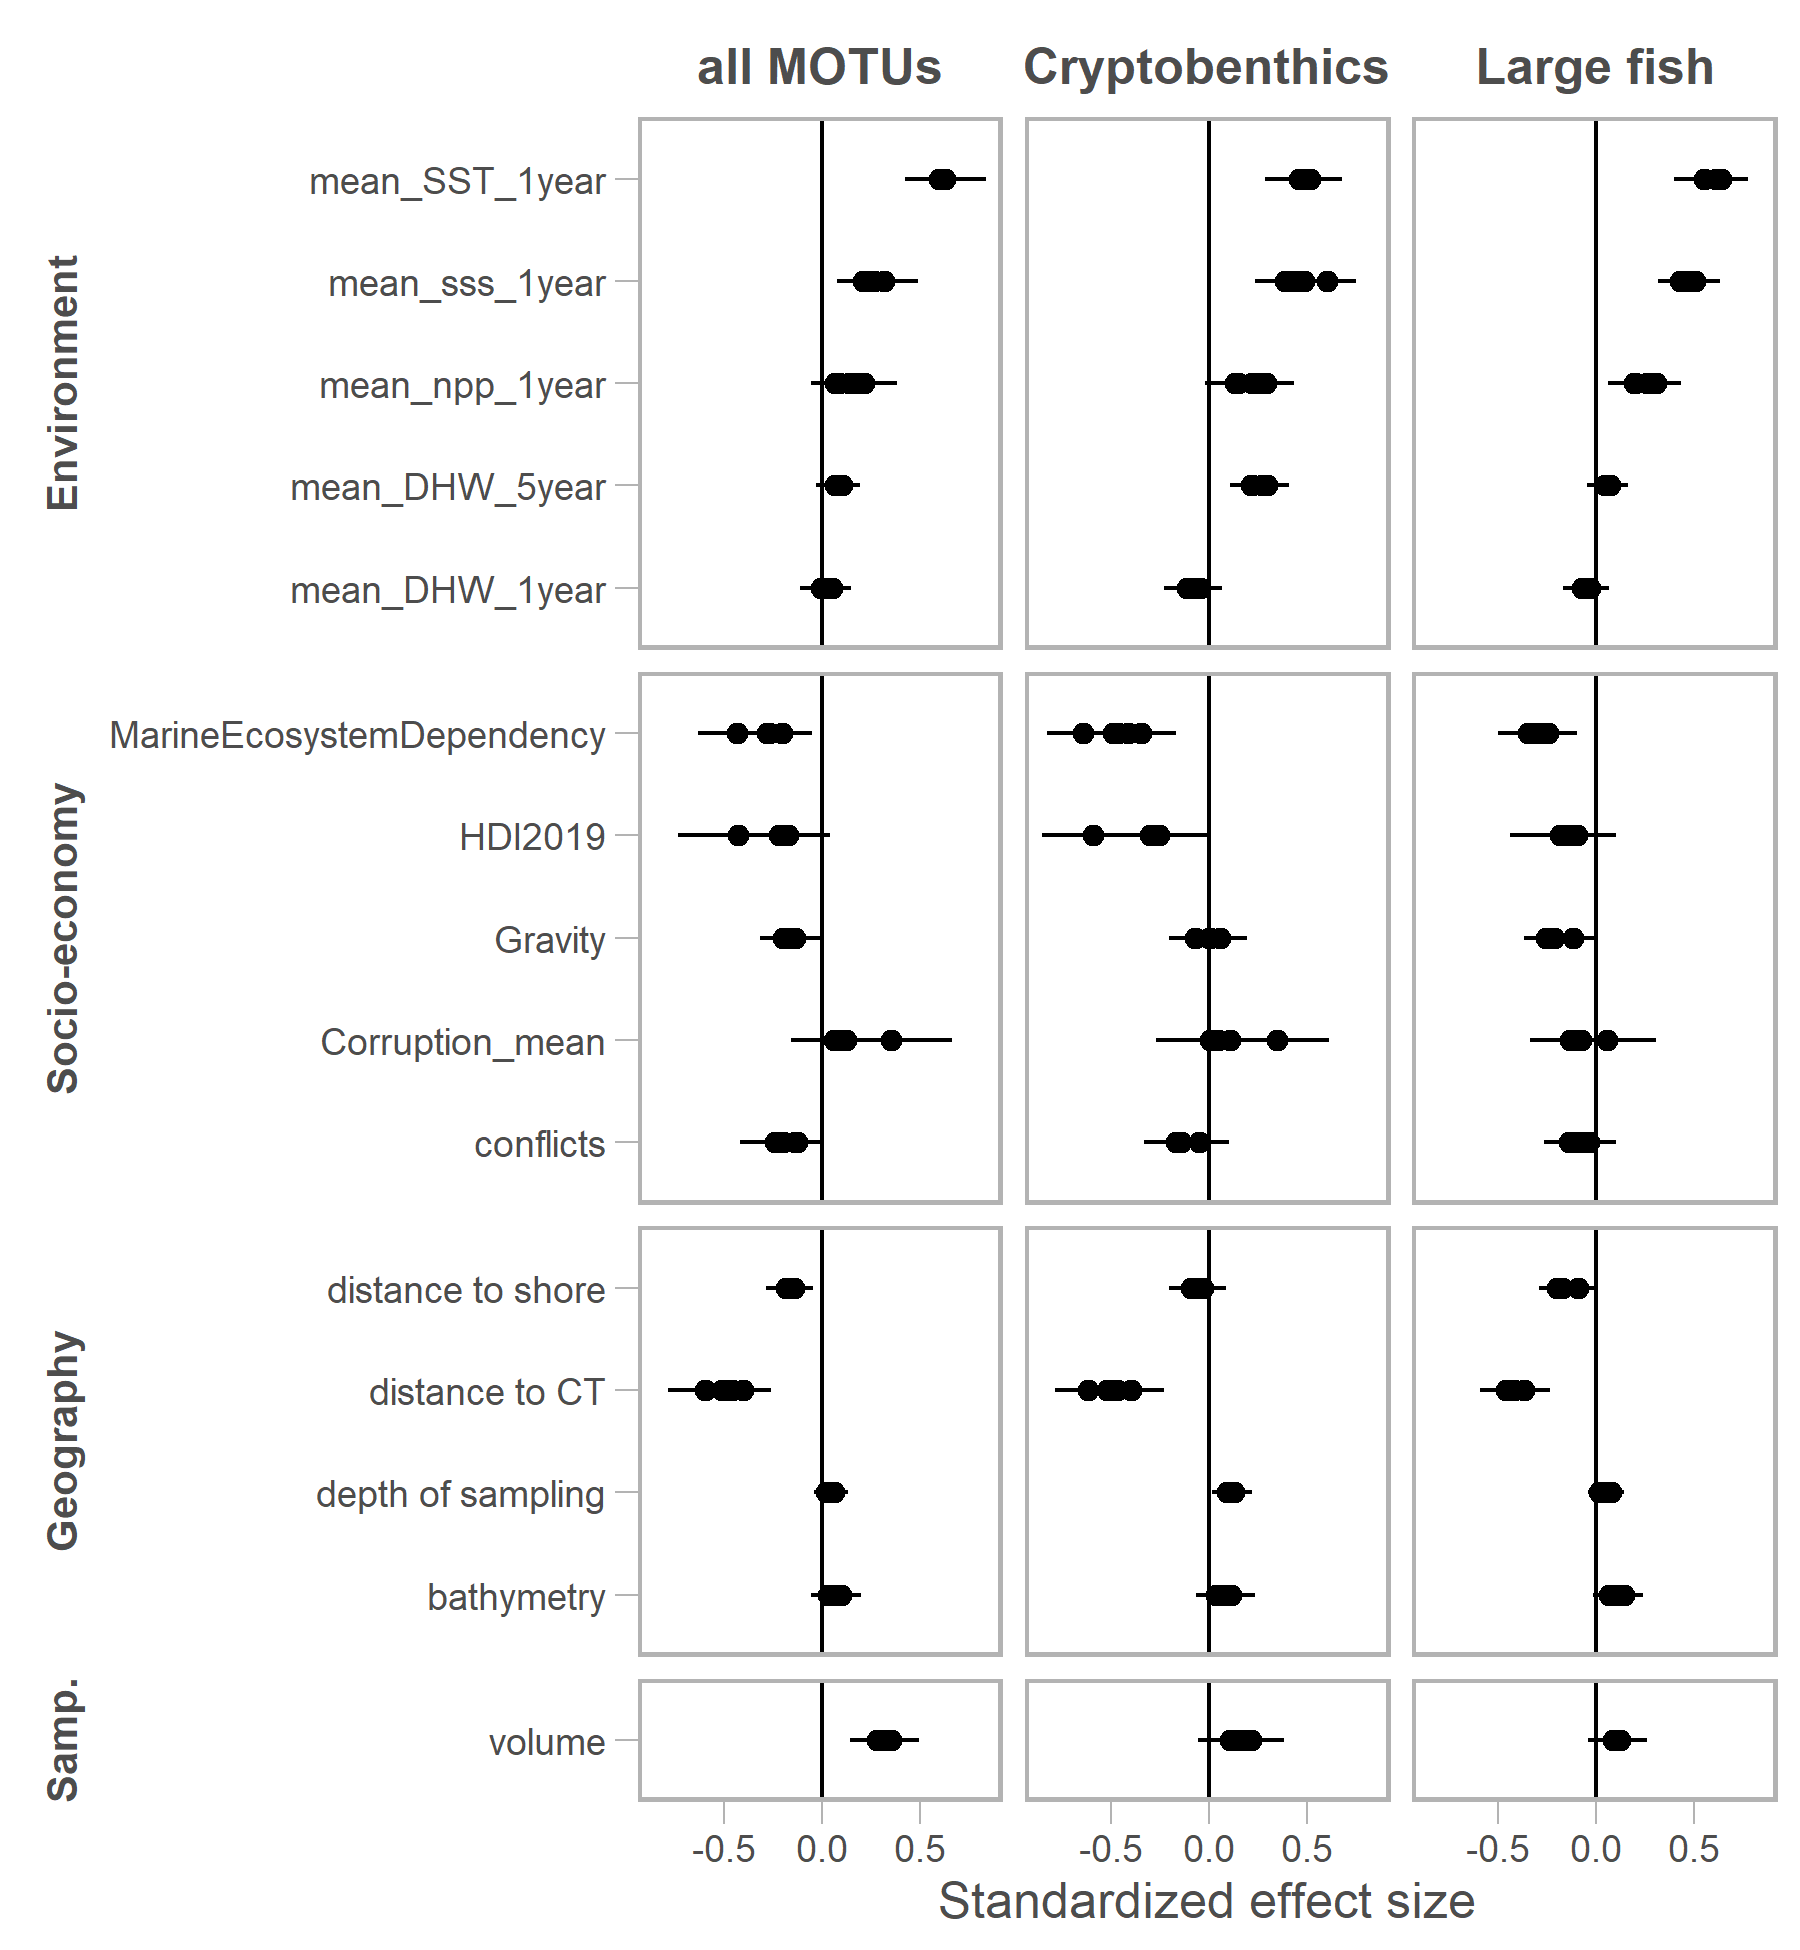 all MOTUs Cryptobenthics Large fish
Environment
mean_SST_1year
mean_sss_1year
mean_npp_1year
mean_DHW_5year
mean_DHW_1year
Socio-economy
MarineEcosystemDependency
HDI2019
Gravity
Corruption_mean
conflicts
Geography
distance to shore
distance to CT
depth of sampling
bathymetry
Samp.
volume
-0.5 0.0 0.5 -0.5 0.0 0.5 -0.5 0.0 0.5
Standardized effect size